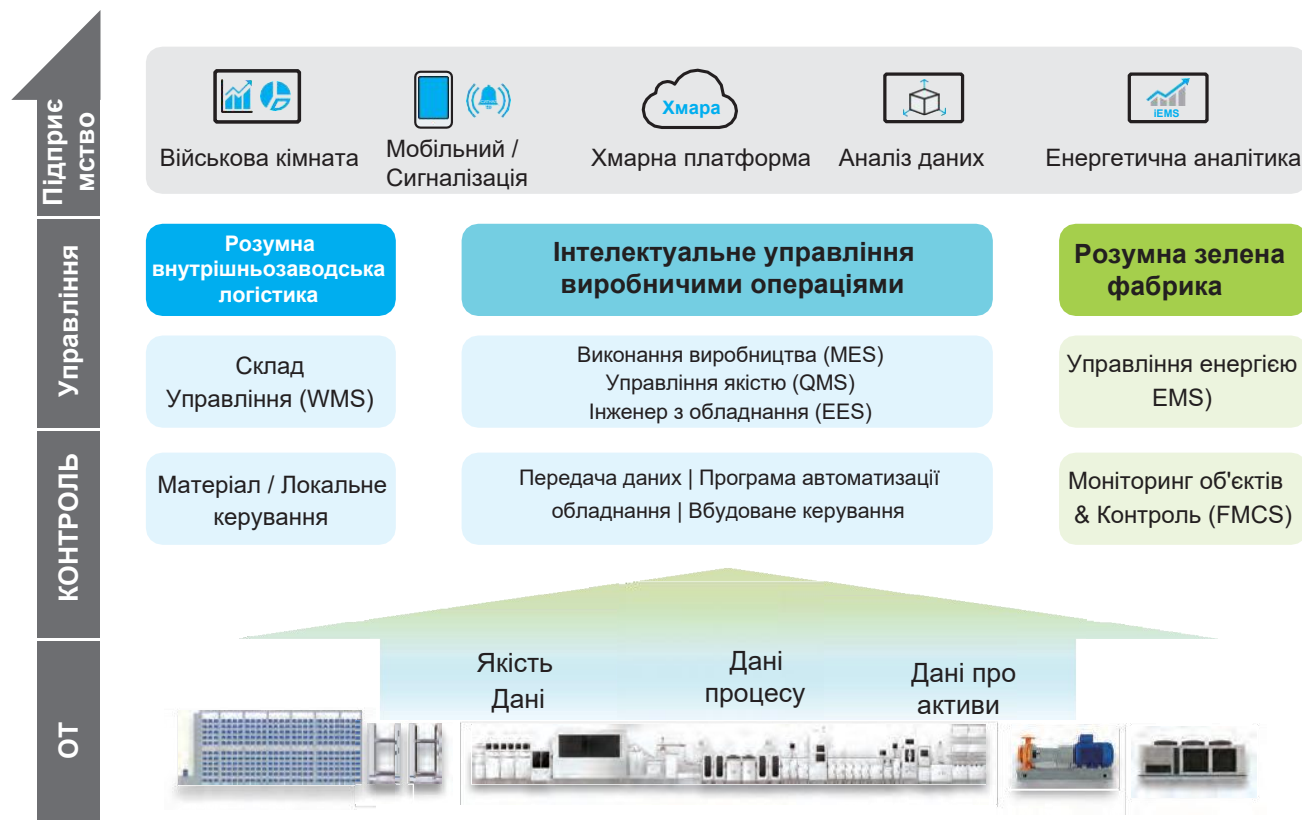 Підприє
мство
Хмара
IEMS
Військова кімната
Мобільний /
Сигналізація
Хмарна платформа
Аналіз даних
Енергетична аналітика
Управління
Розумна
внутрішньозаводська
логістика
Інтелектуальне управління
виробничими операціями
Розумна зелена
фабрика
Склад
Управління (WMS)
Виконання виробництва (MES)
Управління якістю (QMS)
Інженер з обладнання (EES)
Управління енергією
EMS)
КОНТРОЛЬ
Матеріал / Локальне
керування
Передача даних | Програма автоматизації
обладнання | Вбудоване керування
Моніторинг об'єктів
& Контроль (FMCS)
ОТ
Якість
Дані
Дані
процесу
Дані про
активи